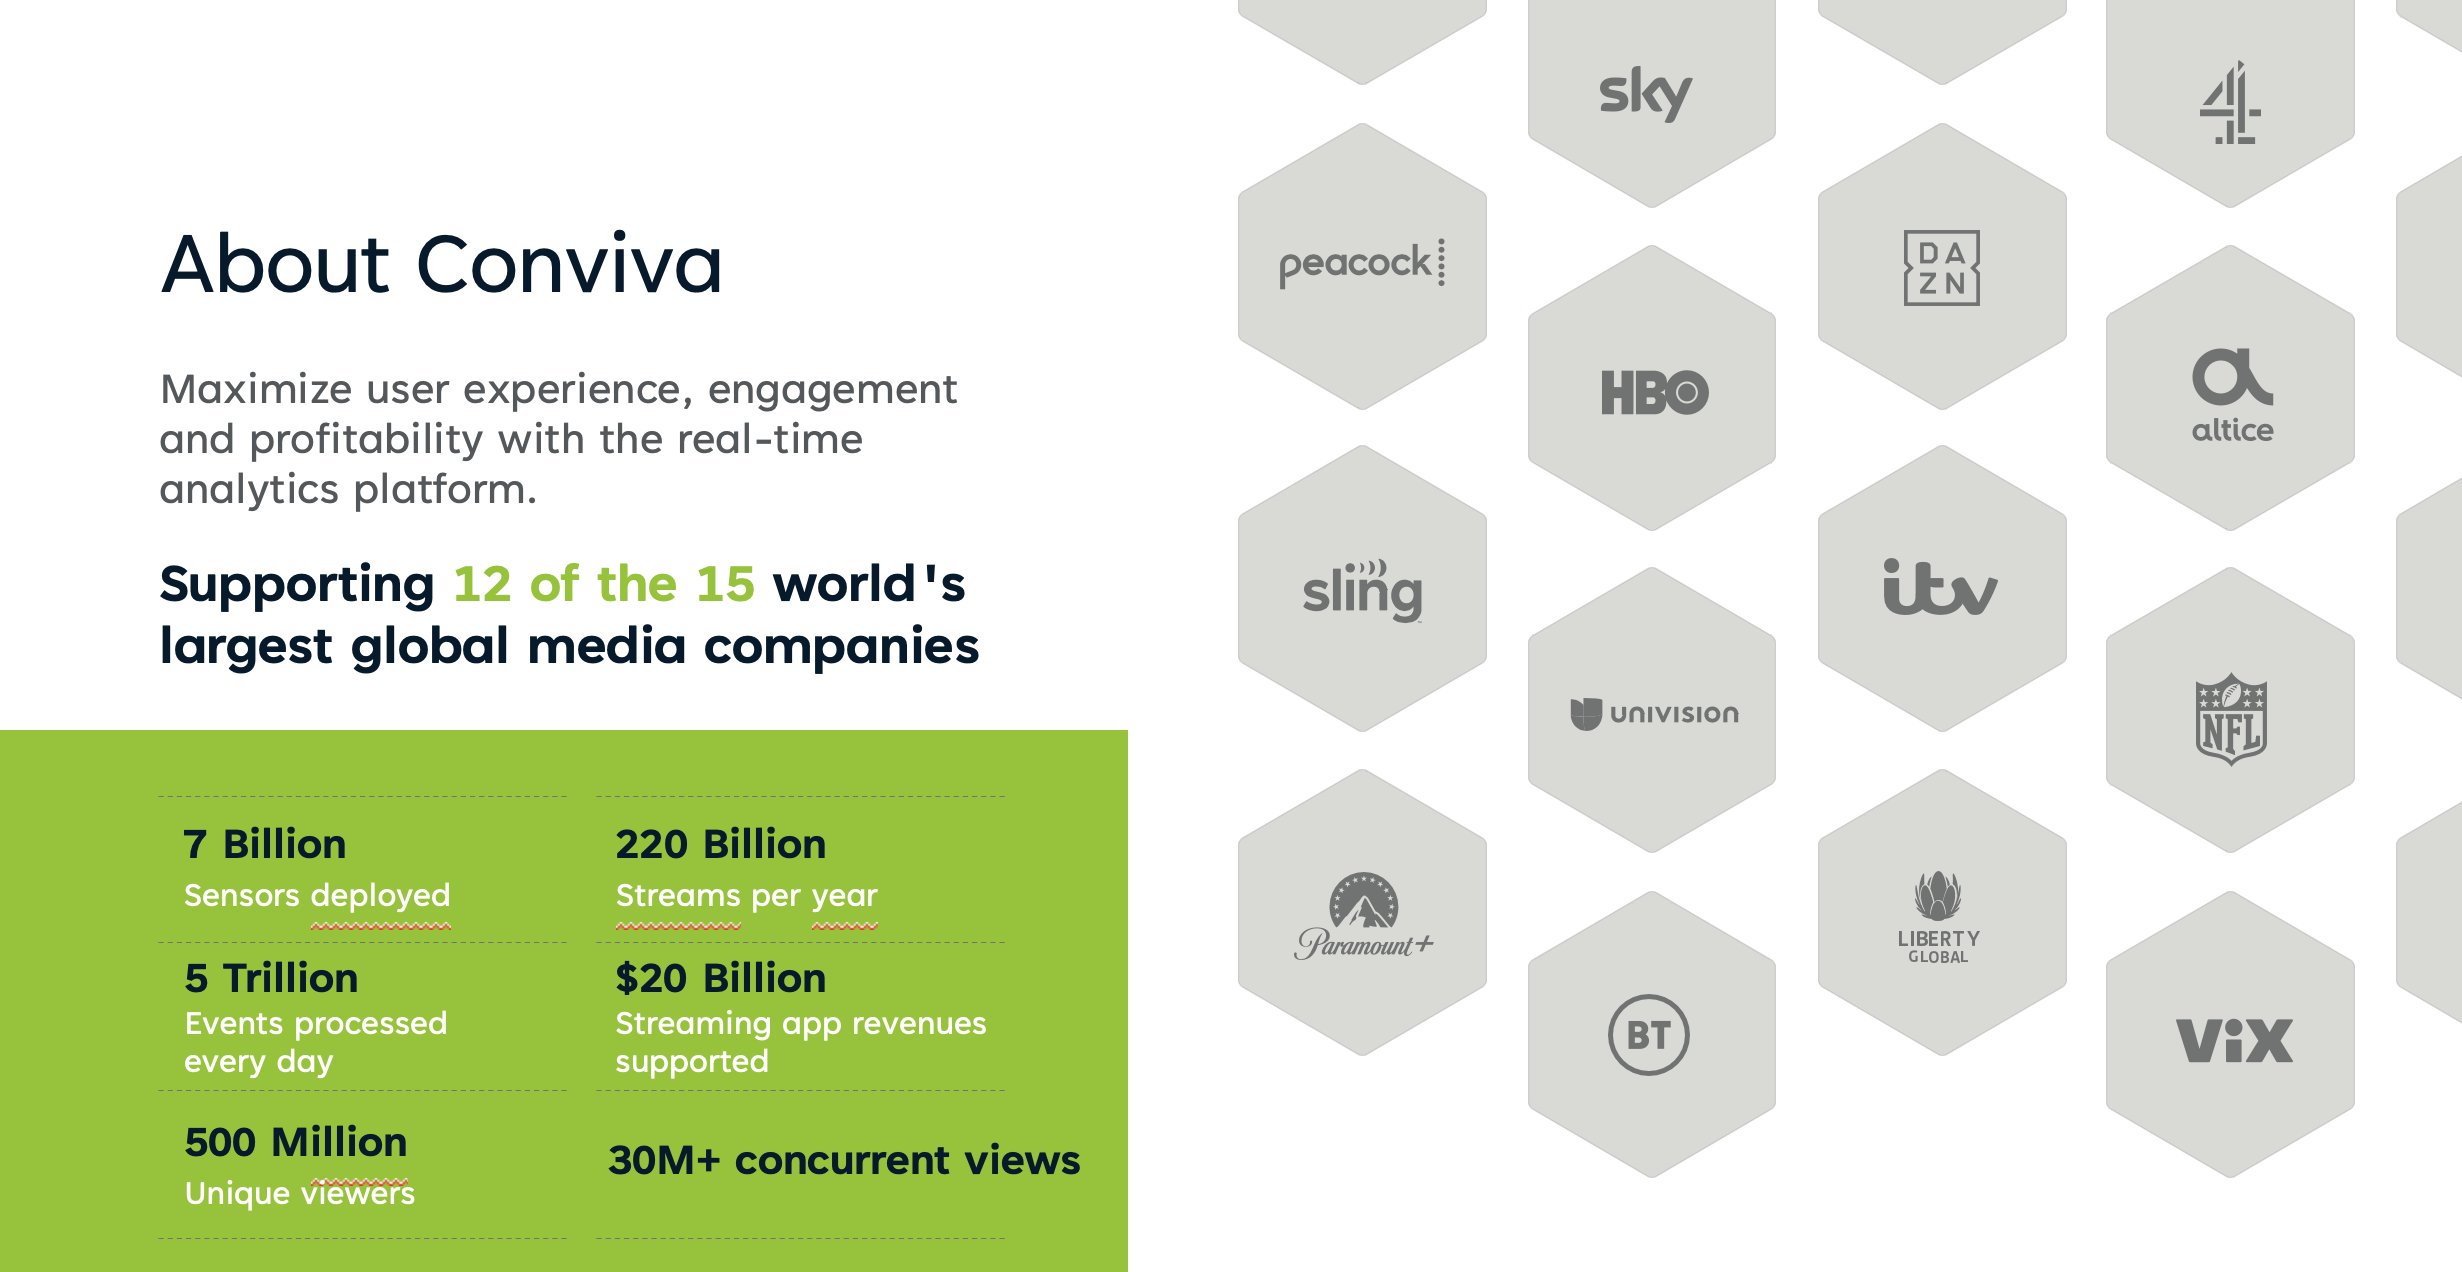 About Conviva
Maximize user experience, engagement
and profitability with the real-time
analytics platform.
Supporting 12 of the 15 world's
largest global media companies
7 Billion
Sensors deployed
220 Billion
Streams per year
5 Trillion
Events processed
every day
$20 Billion
Streaming app revenues
supported
500 Million
Unique viewers
30M+ concurrent views
sky
4
peacock
DA
ZN
HBO
altice
sling
itv
UNIVISION
NFL
Paramount+
LIBERTY
GLOBAL
BT
ViX